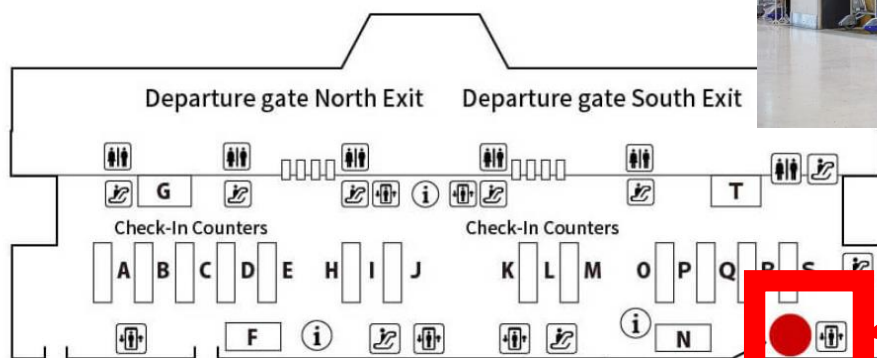 Departure gate North Exit Departure gate South Exit
G T
Check-In Counters Check-In Counters
A B C D E H I J K L M O P Q R S
F N